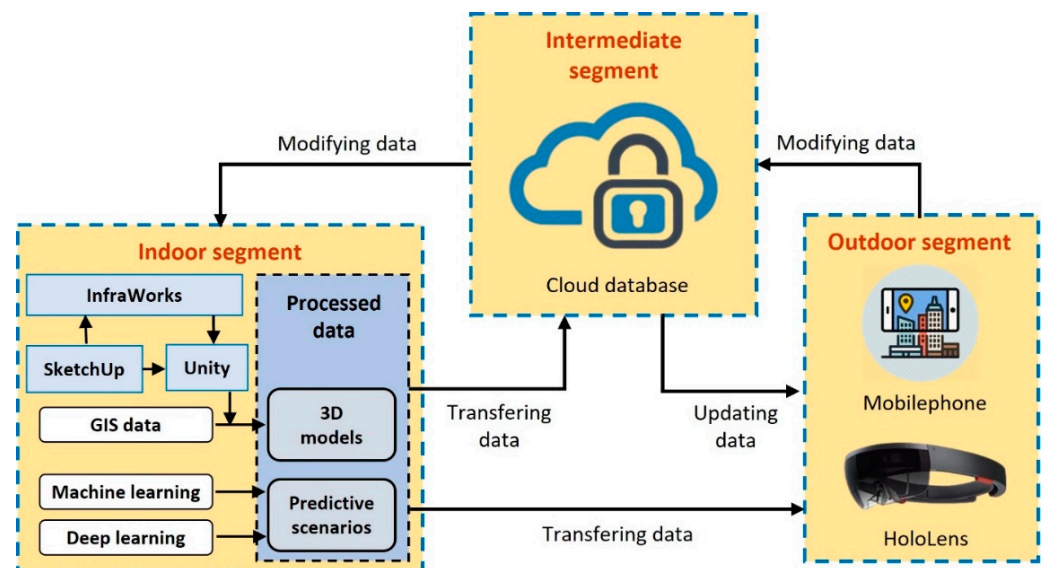 Intermediate
segment
Cloud database
Modifying data
Modifying data
Indoor segment
InfraWorks
SketchUp
Unity
GIS data
Machine learning
Deep learning
Processed
data
3D
models
Predictive
scenarios
Transfering
data
Updating
data
Transfering data
Outdoor segment
Mobilephone
HoloLens